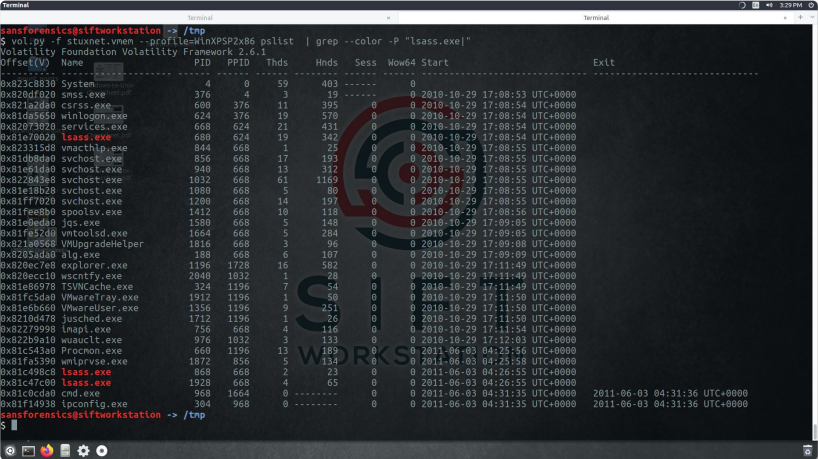 Terminal
3:29 PM
Terminal
Terminal
sansforensics@siftworkstation -> /tmp
$ vol.py -f stuxnet.vmem --profile=WinXPSP2x86 pslist | grep --color -P "lsass.exe|"
Volatility Foundation Volatility Framework 2.6.1
Offset(V) Name PID PPID Thds Hnds Sess Wow64 Start Exit
0x823c8830 System 4 0 59 403 ------ 0
0x820df020 smss.exe 376 4 3 19 ------ 0 2010-10-29 17:08:53 UTC+0000
0x821a2da0 csrss.exe 600 376 11 395 0 0 2010-10-29 17:08:54 UTC+0000
0x81da5650 winlogon.exe 624 376 19 570 0 0 2010-10-29 17:08:54 UTC+0000
0x82073020 services.exe 668 624 21 431 0 0 2010-10-29 17:08:54 UTC+0000
0x81e70020 lsass.exe 680 624 19 342 0 0 2010-10-29 17:08:54 UTC+0000
0x823315d8 vmacthlp.exe 844 668 1 25 0 0 2010-10-29 17:08:55 UTC+0000
0x81db8da0 svchost.exe 856 668 17 193 0 0 2010-10-29 17:08:55 UTC+0000
0x81e61da0 svchost.exe 940 668 13 312 0 0 2010-10-29 17:08:55 UTC+0000
0x822843e8 svchost.exe 1032 668 61 1169 0 0 2010-10-29 17:08:55 UTC+0000
0x81e18b28 svchost.exe 1080 668 5 80 0 0 2010-10-29 17:08:55 UTC+0000
0x81ff7020 svchost.exe 1200 668 14 197 0 0 2010-10-29 17:08:55 UTC+0000
0x81fee8b0 spoolsv.exe 1412 668 10 118 0 0 2010-10-29 17:08:56 UTC+0000
0x81e0eda0 jqs.exe 1580 668 5 148 0 0 2010-10-29 17:09:05 UTC+0000
0x81fe52d0 vmtoolsd.exe 1664 668 5 284 0 0 2010-10-29 17:09:05 UTC+0000
0x821a0568 VMUpgradeHelper 1816 668 3 96 0 0 2010-10-29 17:09:08 UTC+0000
0x8205ada0 alg.exe 188 668 6 107 0 0 2010-10-29 17:09:09 UTC+0000
0x820ec7e8 explorer.exe 1196 1728 16 582 0 0 2010-10-29 17:11:49 UTC+0000
0x820ecc10 wscntfy.exe 2040 1032 1 28 0 0 2010-10-29 17:11:49 UTC+0000
0x81e86978 TSVNCache.exe 324 1196 7 54 0 0 2010-10-29 17:11:49 UTC+0000
0x81fc5da0 VMwareTray.exe 1912 1196 1 50 0 0 2010-10-29 17:11:50 UTC+0000
0x81e6b660 VMwareUser.exe 1356 1196 9 251 0 0 2010-10-29 17:11:50 UTC+0000
0x8210d478 jusched.exe 1712 1196 1 26 0 0 2010-10-29 17:11:50 UTC+0000
0x82279998 imapi.exe 756 668 4 116 0 0 2010-10-29 17:11:54 UTC+0000
0x822b9a10 wuauclt.exe 976 1032 3 133 0 0 2010-10-29 17:12:03 UTC+0000
0x81c543a0 Procmon.exe 660 1196 13 189 0 0 2011-06-03 04:25:56 UTC+0000
0x81fa5390 wmiprvse.exe 1872 856 5 134 0 0 2011-06-03 04:25:58 UTC+0000
0x81c498c8 lsass.exe 868 668 2 23 0 0 2011-06-03 04:26:55 UTC+0000
0x81c47c00 lsass.exe 1928 668 4 65 0 0 2011-06-03 04:26:55 UTC+0000
0x81c0cda0 cmd.exe 968 1664 0 -------- 0 0 2011-06-03 04:31:35 UTC+0000 2011-06-03 04:31:36 UTC+0000
0x81f14938 ipconfig.exe 304 968 0 -------- 0 0 2011-06-03 04:31:35 UTC+0000 2011-06-03 04:31:36 UTC+0000
sansforensics@siftworkstation -> /tmp
$